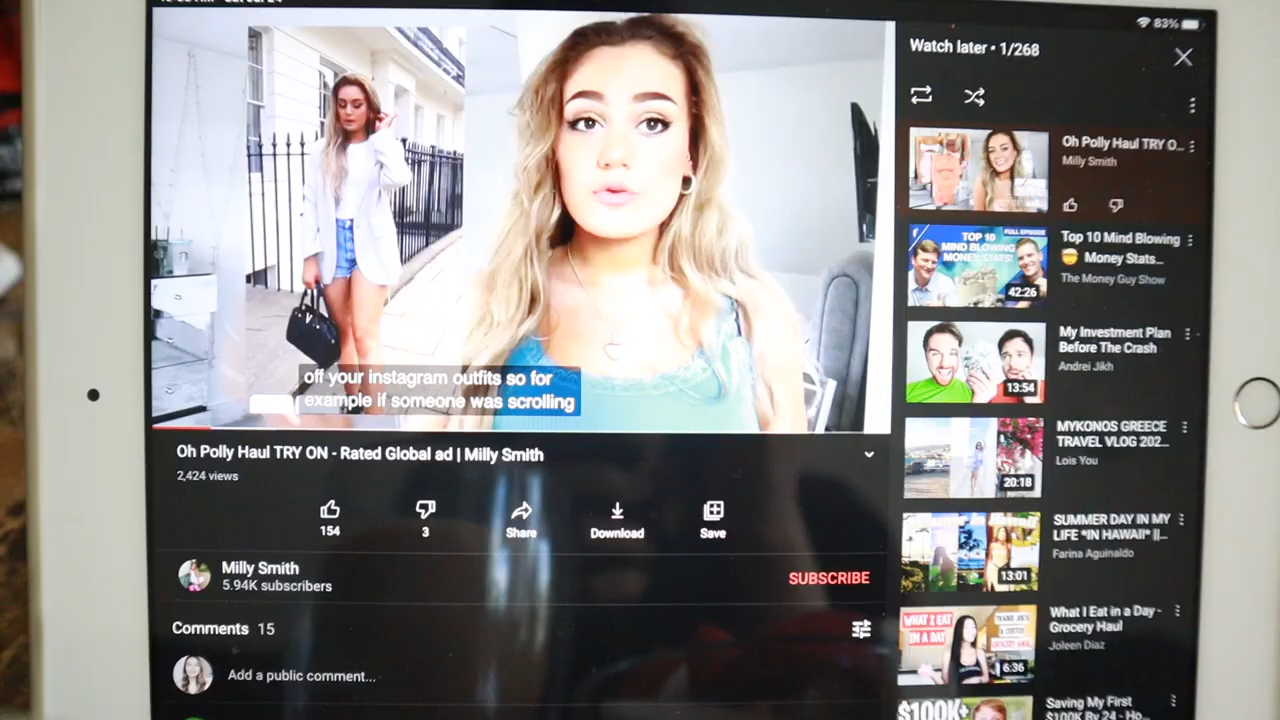 83%
off your instagram outfits so for
example if someone was scrolling
Oh Polly Haul TRY ON - Rated Global ad | Milly Smith
2,424 views
154
3
Share
Download
Save
Milly Smith
5.94K subscribers
SUBSCRIBE
Comments 15
Add a public comment...
Watch later • 1/268
Oh Polly Haul TRY O...
Milly Smith
TOP 10
MIND BLOWING
MONEY STATS!
FULL EPISODE
42:26
Top 10 Mind Blowing
🤯 Money Stats...
The Money Guy Show
13:54
My Investment Plan
Before The Crash
Andrei Jikh
20:18
MYKONOS GREECE
TRAVEL VLOG 202...
Lois You
13:01
SUMMER DAY IN MY
LIFE *IN HAWAII* ||...
Farina Aguinaldo
WHAT I EAT
IN A DAY
GROCERY HAUL
6:36
What I Eat in a Day -
Grocery Haul
Joleen Diaz
$100K+
Saving My First
$100K By 24 - Ho...